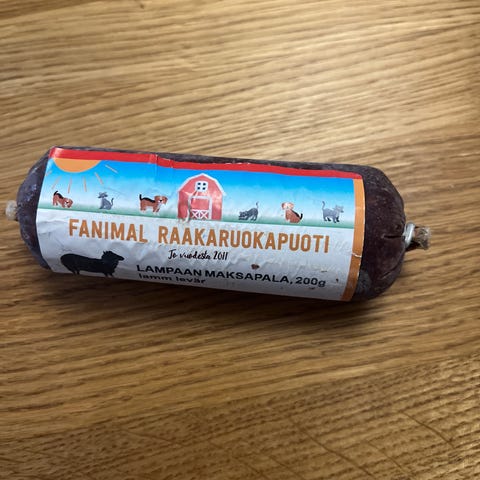 FANIMAL RAAKARUOKAPUOTI
Jo vuodesta 2011
LAMPAAN MAKSAPALA, 200g
lamm levär